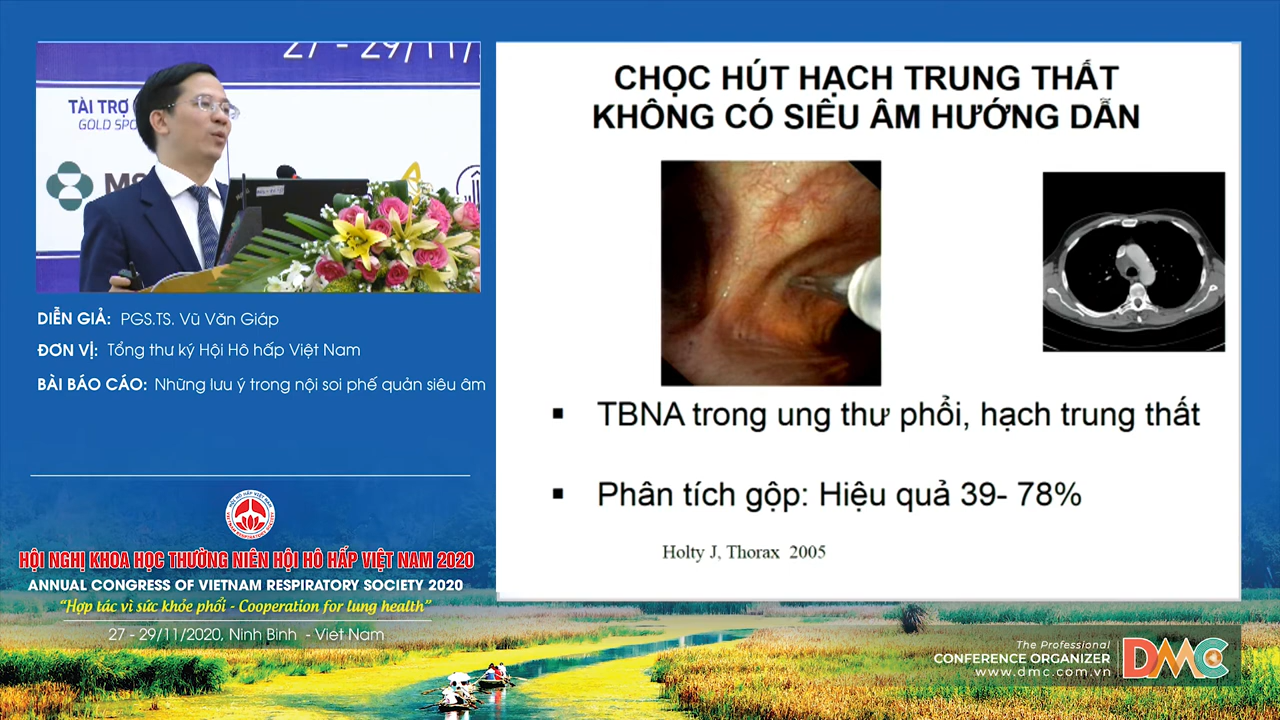 27 - 29/11/
TÀI TRỢ
GOLD SPO
DIỄN GIẢ: PGS.TS. Vũ Văn Giáp
ĐƠN VỊ: Tổng thư ký Hội Hô hấp Việt Nam
BÀI BÁO CÁO: Những lưu ý trong nội soi phế quản siêu âm
CHỌC HÚT HẠCH TRUNG THẤT
KHÔNG CÓ SIÊU ÂM HƯỚNG DẪN
▪ TBNA trong ung thư phổi, hạch trung thất
▪ Phân tích gộp: Hiệu quả 39- 78%
Holty J, Thorax 2005
HỘI NGHỊ KHOA HỌC THƯỜNG NIÊN HỘI HÔ HẤP VIỆT NAM 2020
ANNUAL CONGRESS OF VIETNAM RESPIRATORY SOCIETY 2020
“Hợp tác vì sức khỏe phổi - Cooperation for lung health”
27 - 29/11/2020, Ninh Bình - Viet Nam
The Professional
CONFERENCE ORGANIZER
www.dmc.com.vn
DMC